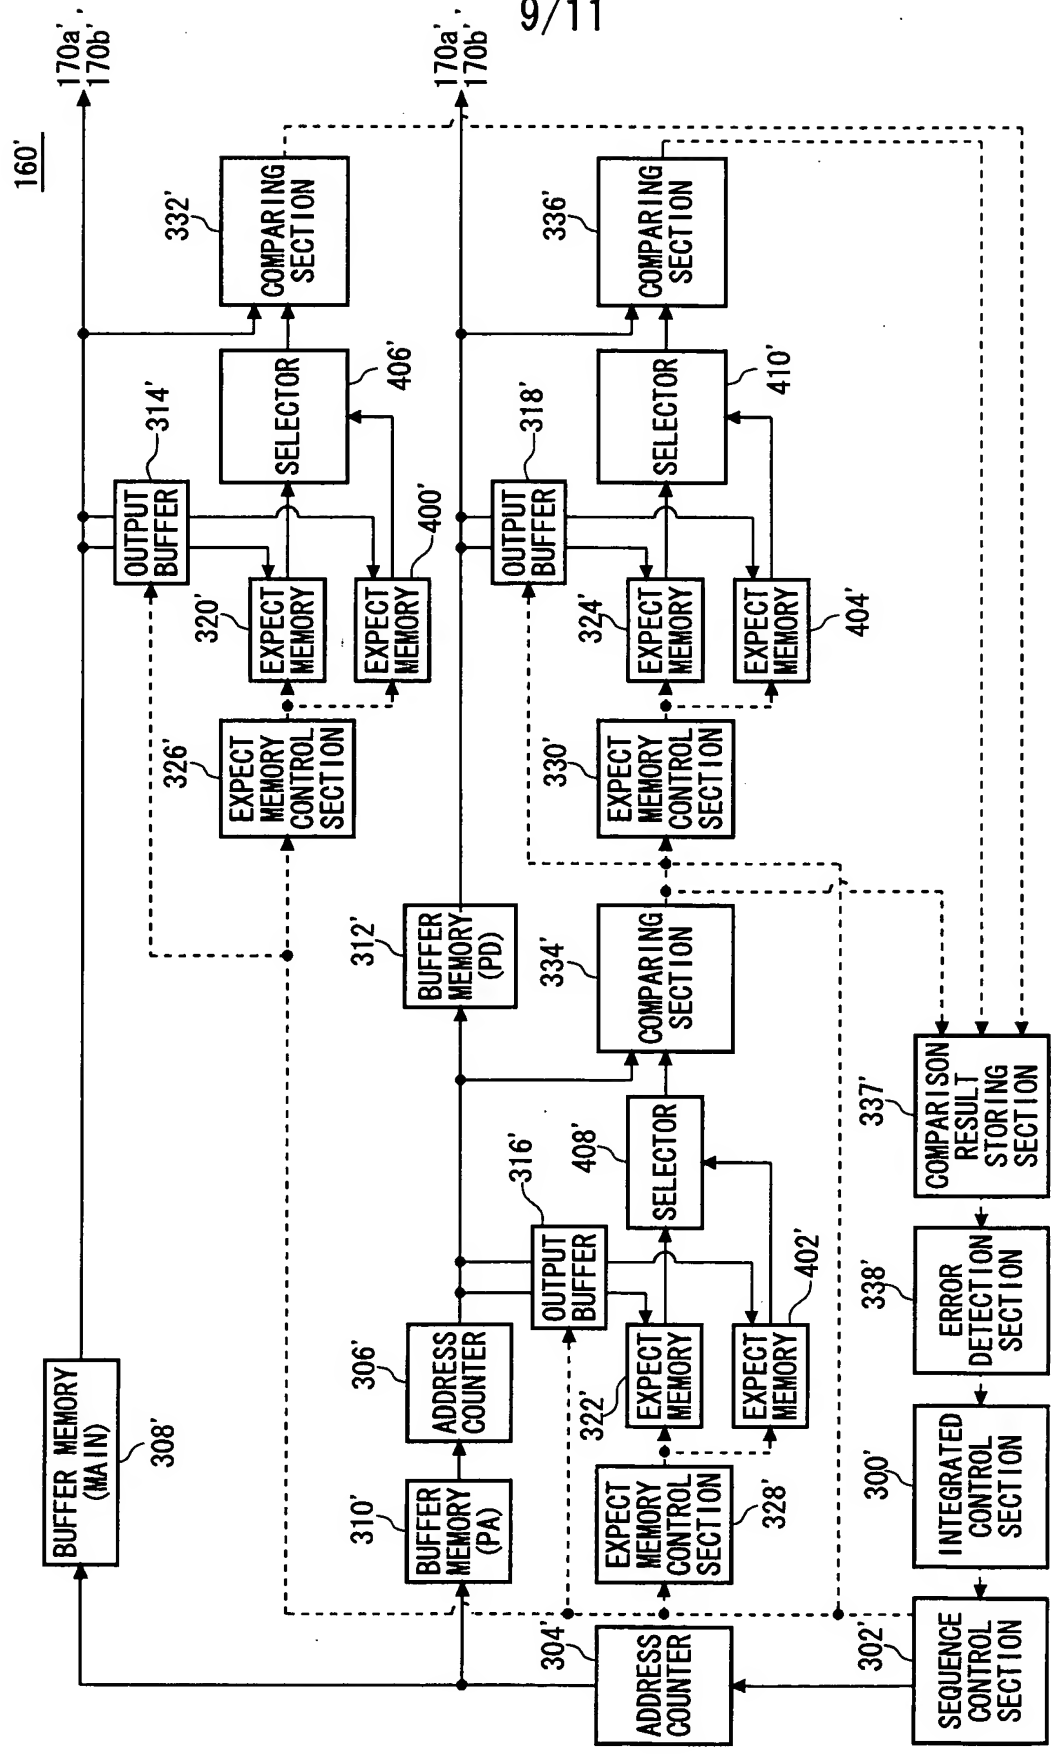 9/11
160'
BUFFER MEMORY
(MAIN)
308'
170a',
170b'
OUTPUT
BUFFER
314'
332'
COMPARING
SECTION
320'
EXPECT
MEMORY
SELECTOR
406'
326'
EXPECT
MEMORY
CONTROL
SECTION
EXPECT
MEMORY
400'
170a',
170b'
310'
BUFFER
MEMORY
(PA)
306'
ADDRESS
COUNTER
312'
BUFFER
MEMORY
(PD)
OUTPUT
BUFFER
318'
336'
COMPARING
SECTION
316'
OUTPUT
BUFFER
324'
EXPECT
MEMORY
SELECTOR
410'
304'
ADDRESS
COUNTER
EXPECT
MEMORY
CONTROL
SECTION
328'
322'
EXPECT
MEMORY
408'
SELECTOR
334'
COMPARING
SECTION
330'
EXPECT
MEMORY
CONTROL
SECTION
EXPECT
MEMORY
404'
EXPECT
MEMORY
402'
302'
SEQUENCE
CONTROL
SECTION
300'
INTEGRATED
CONTROL
SECTION
338'
ERROR
DETECTION
SECTION
337'
COMPARISON
RESULT
STORING
SECTION